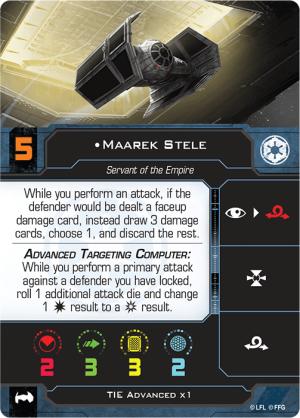 5
•Maarek Stele
Servant of the Empire
While you perform an attack, if the
defender would be dealt a faceup
damage card, instead draw 3 damage
cards, choose 1, and discard the rest.
Advanced Targeting Computer:
While you perform a primary attack
against a defender you have locked,
roll 1 additional attack die and change
1 result to a result.
2 3 3 2
TIE Advanced x1
©LFL ©FFG